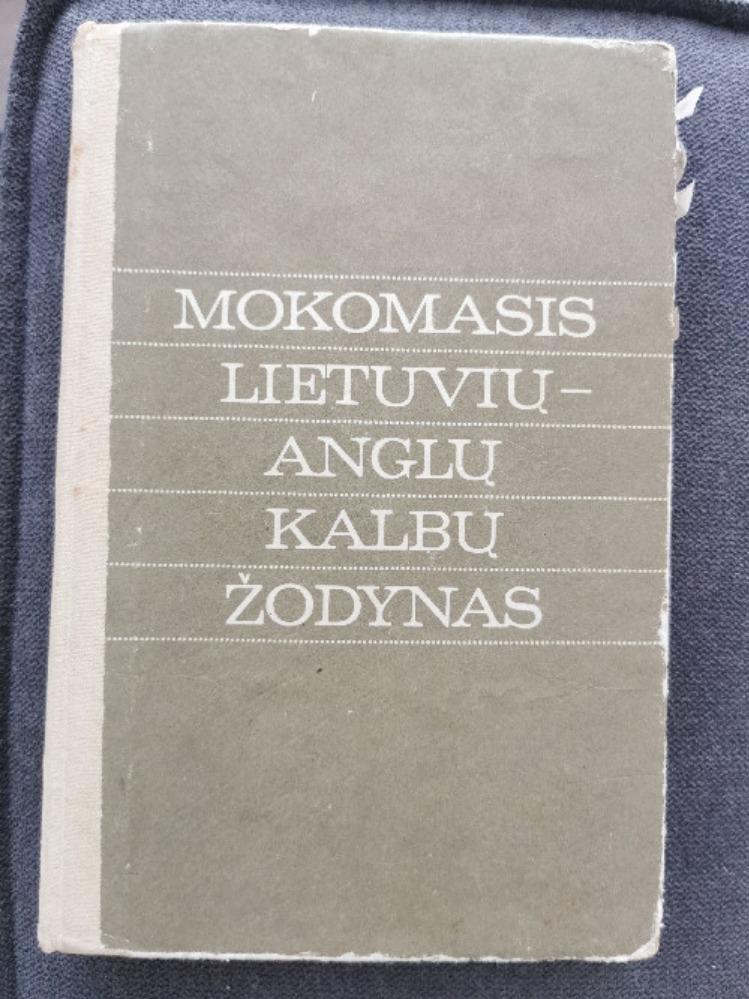 MOKOMASIS
LIETUVIŲ–
ANGLŲ
KALBŲ
ŽODYNAS